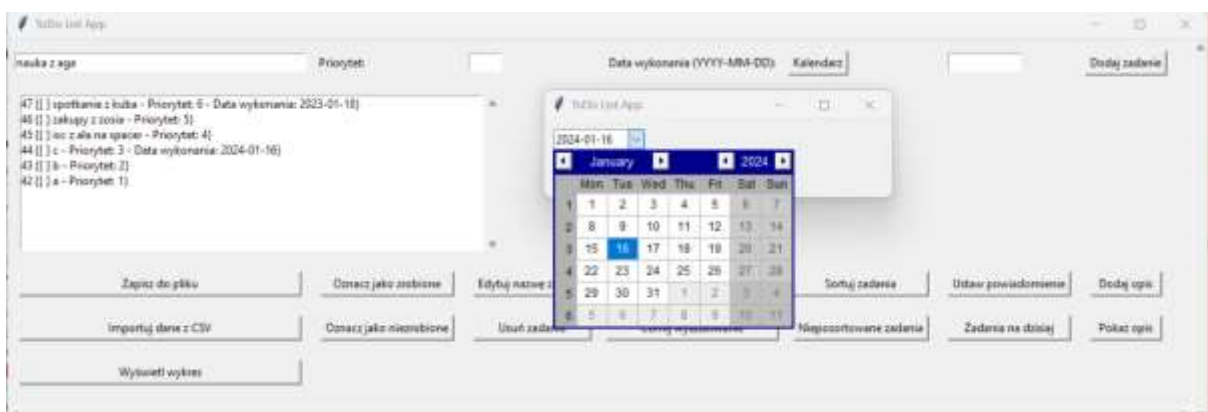 ToDo List App
nauka z aga
Priorytet:
Data wykonania (YYYY-MM-DD):
Kalendarz
Dodaj zadanie
47 ([ ] spotkanie z kuba - Priorytet: 6 - Data wykonania: 2023-01-18)
46 ([ ] zakupy z zosia - Priorytet: 5)
45 ([ ] isc z ala na spacer - Priorytet: 4)
44 ([ ] c - Priorytet: 3 - Data wykonania: 2024-01-16)
43 ([ ] b - Priorytet: 2)
42 ([ ] a - Priorytet: 1)
ToDo List App
2024-01-16
January 2024
Mon Tue Wed Thu Fri Sat Sun
1 1 2 3 4 5 6 7
2 8 9 10 11 12 13 14
3 15 16 17 18 19 20 21
4 22 23 24 25 26 27 28
5 29 30 31 1 2 3 4
6 5 6 7 8 9 10 11
Zapisz do pliku
Oznacz jako zrobione
Edytuj nazwę
Sortuj zadania
Ustaw powiadomienie
Dodaj opis
Importuj dane z CSV
Oznacz jako niezrobione
Usuń zadanie
Nieposortowane zadania
Zadania na dzisiaj
Pokaż opis
Wyświetl wykres